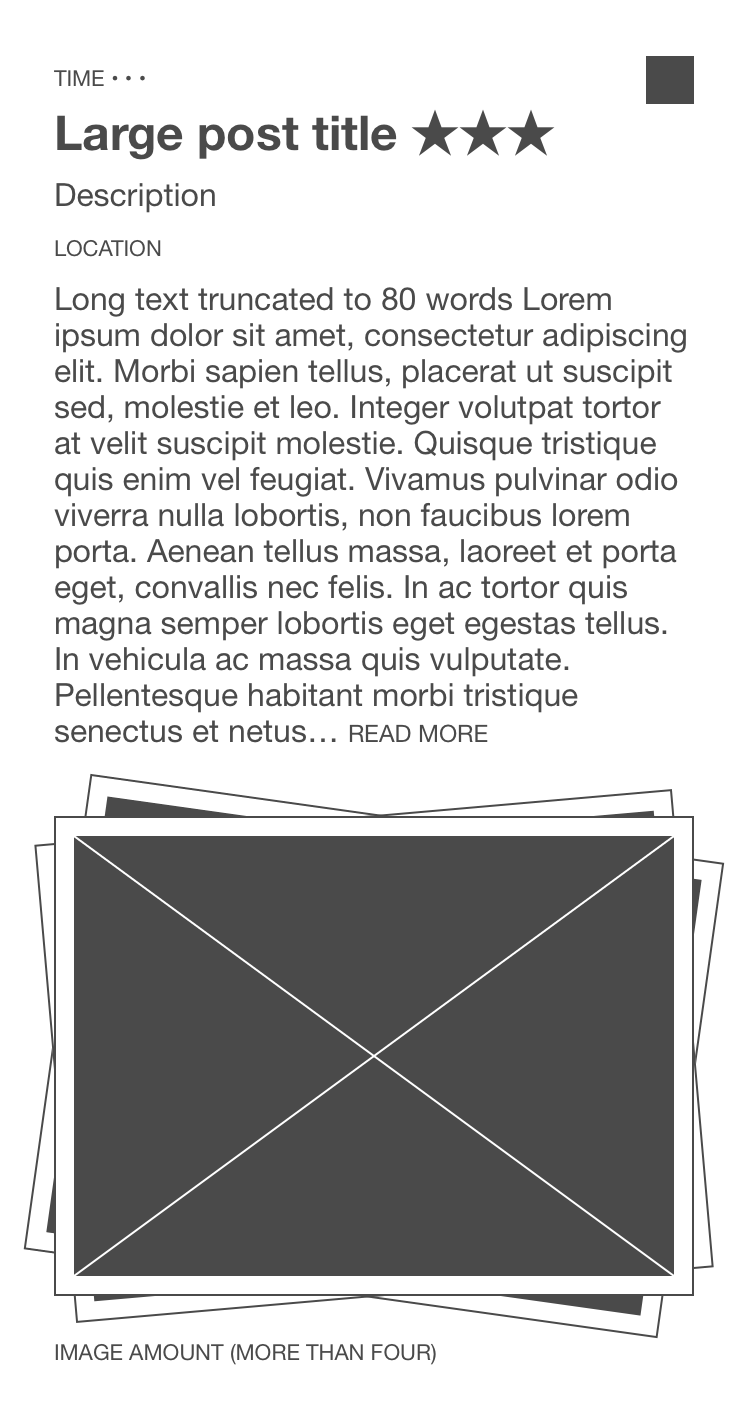 TIME • • •
Large post title ★★★
Description
LOCATION
Long text truncated to 80 words Lorem
ipsum dolor sit amet, consectetur adipiscing
elit. Morbi sapien tellus, placerat ut suscipit
sed, molestie et leo. Integer volutpat tortor
at velit suscipit molestie. Quisque tristique
quis enim vel feugiat. Vivamus pulvinar odio
viverra nulla lobortis, non faucibus lorem
porta. Aenean tellus massa, laoreet et porta
eget, convallis nec felis. In ac tortor quis
magna semper lobortis eget egestas tellus.
In vehicula ac massa quis vulputate.
Pellentesque habitant morbi tristique
senectus et netus… READ MORE
IMAGE AMOUNT (MORE THAN FOUR)